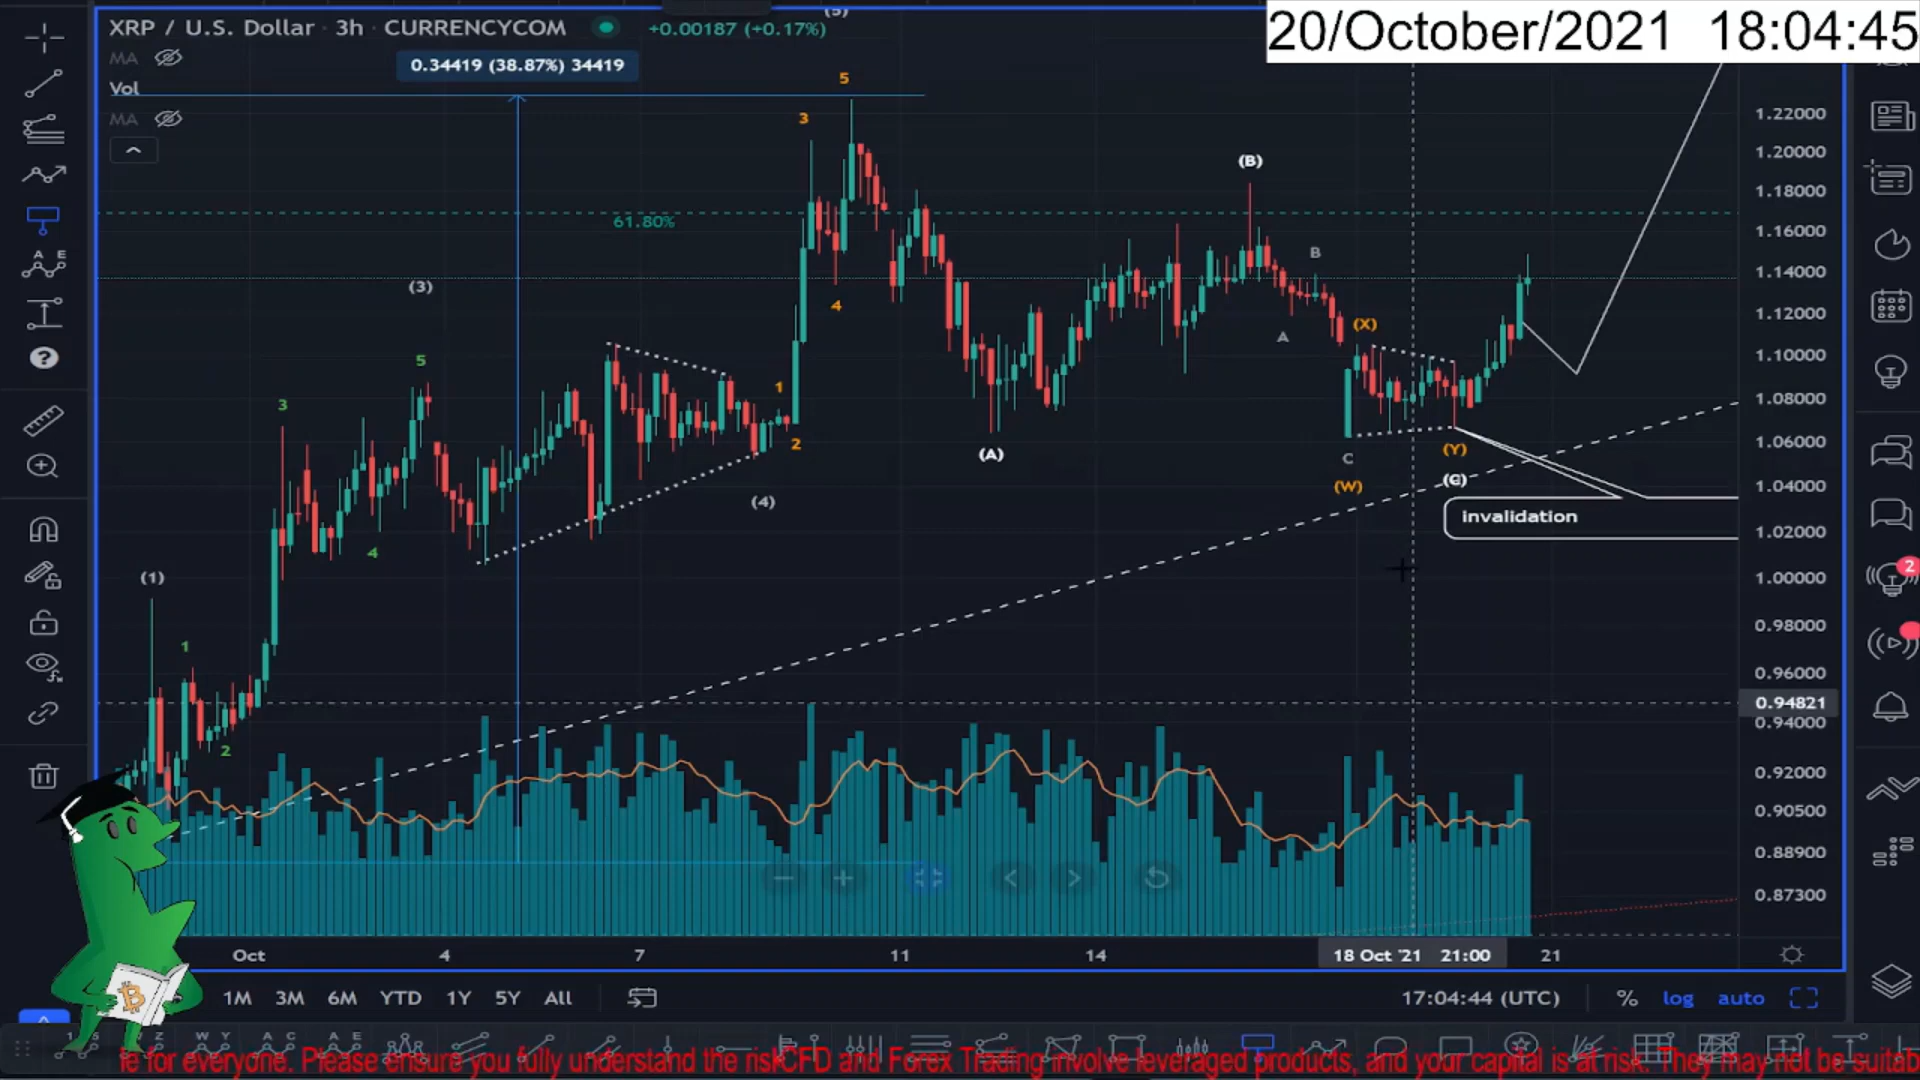 20/October/2021 18:04:45
XRP / U.S. Dollar · 3h · CURRENCYCOM
+0.00187 (+0.17%)
(5)
MA
0.34419 (38.87%) 34419
Vol
MA
5
3
4
61.80%
(3)
5
3
4
(1)
1
2
1
2
(4)
(A)
(B)
B
A
(X)
C
(W)
(Y)
(C)
invalidation
1.22000
1.20000
1.18000
1.16000
1.14000
1.12000
1.10000
1.08000
1.06000
1.04000
1.02000
1.00000
0.98000
0.96000
0.94821
0.94000
0.92000
0.90500
0.88900
0.87300
2
Oct 4 7 11 14 18 Oct '21 21:00 21
1M 3M 6M YTD 1Y 5Y All
17:04:44 (UTC) % log auto
le for everyone. Please ensure you fully understand the riskCFD and Forex Trading involve leveraged products, and your capital is at risk. They may not be suitab